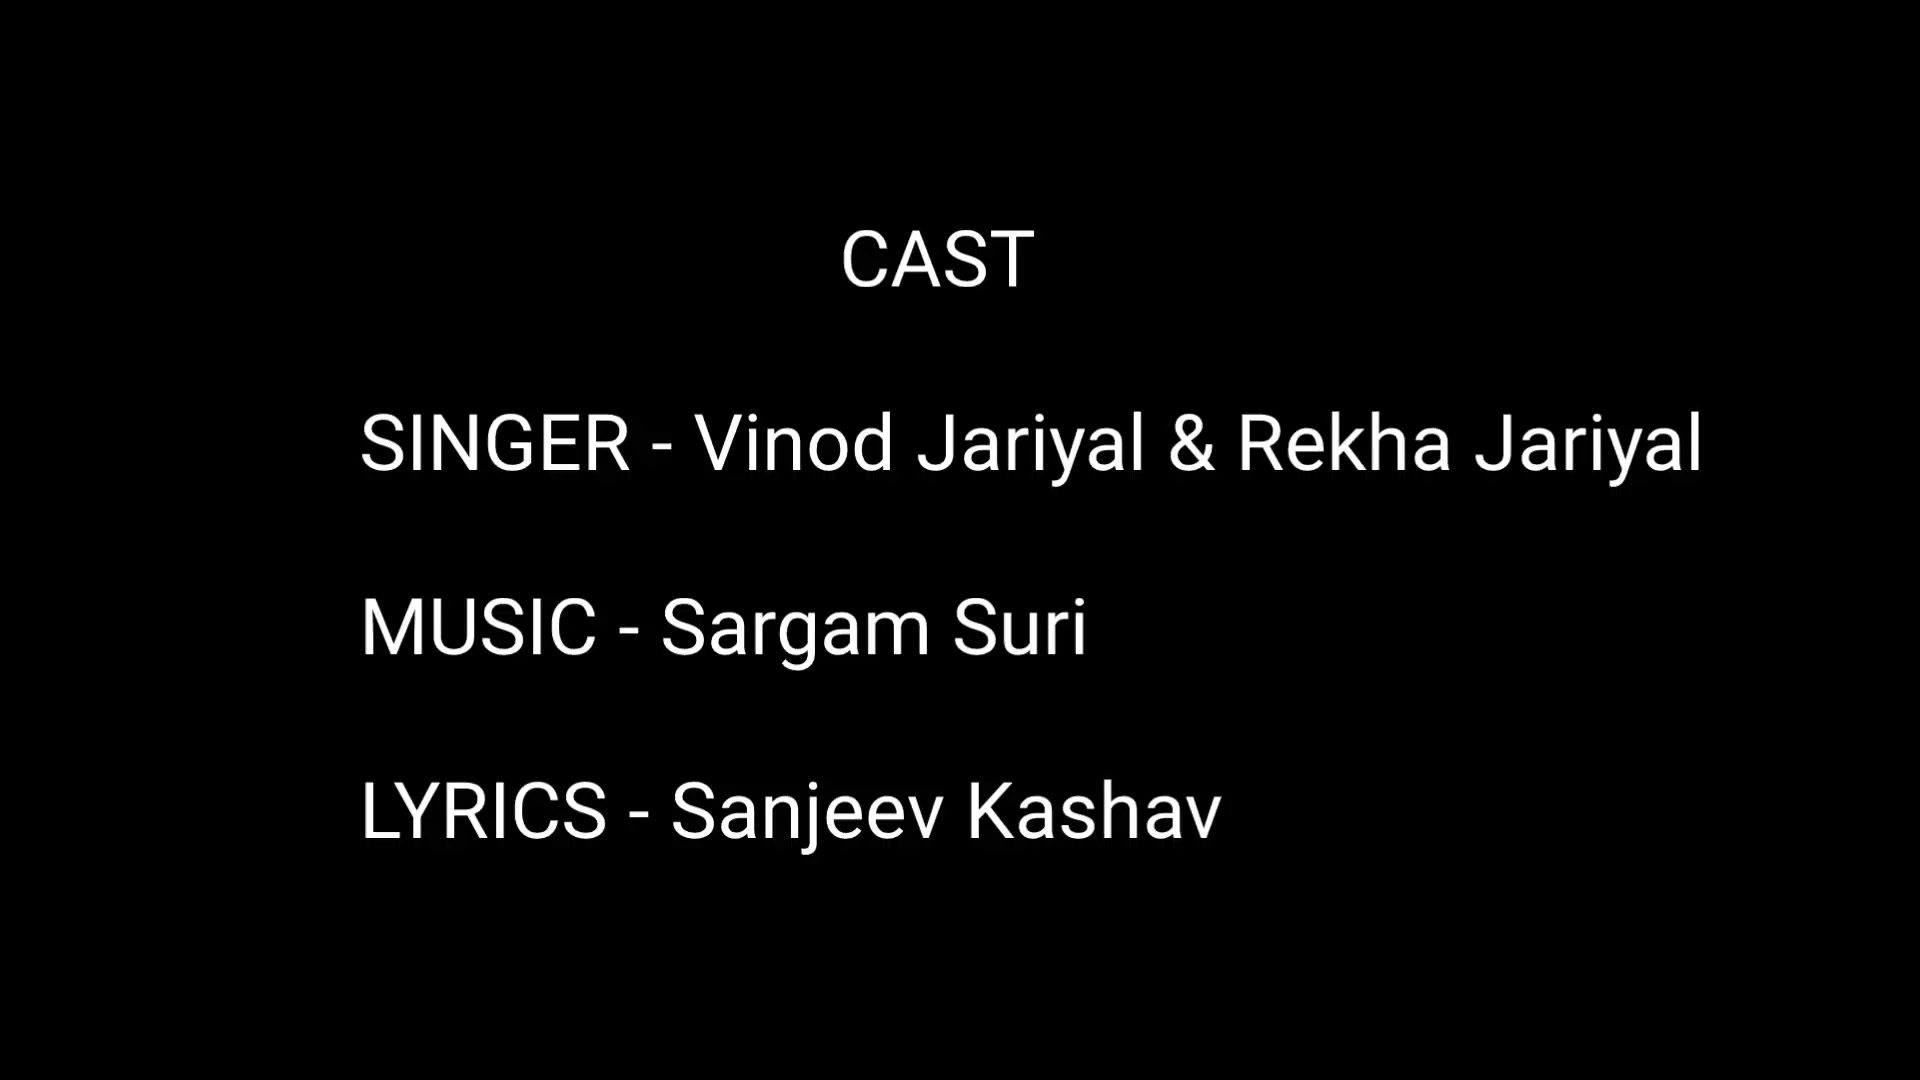 CAST
SINGER - Vinod Jariyal & Rekha Jariyal
MUSIC - Sargam Suri
LYRICS - Sanjeev Kashav